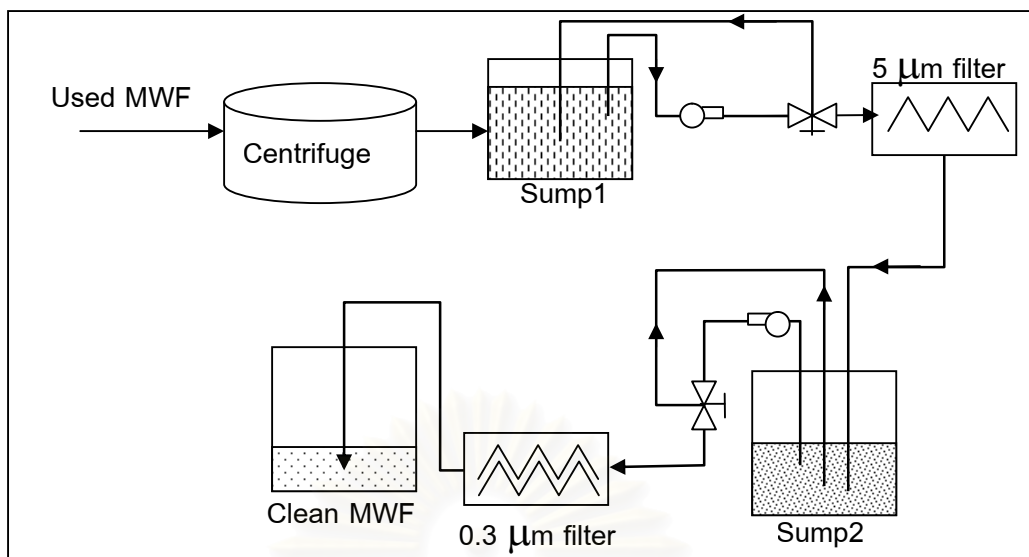 Used MWF
Centrifuge
Sump1
5 μm filter
Clean MWF
0.3 μm filter
Sump2